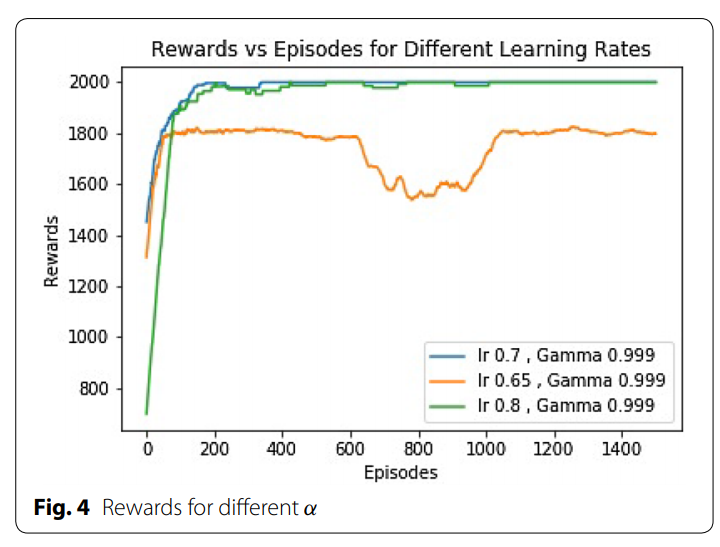 Rewards vs Episodes for Different Learning Rates
2000
1800
1600
1400
1200
1000
800
Rewards
lr 0.7 , Gamma 0.999
lr 0.65 , Gamma 0.999
lr 0.8 , Gamma 0.999
0 200 400 600 800 1000 1200 1400
Episodes
Fig. 4 Rewards for different α